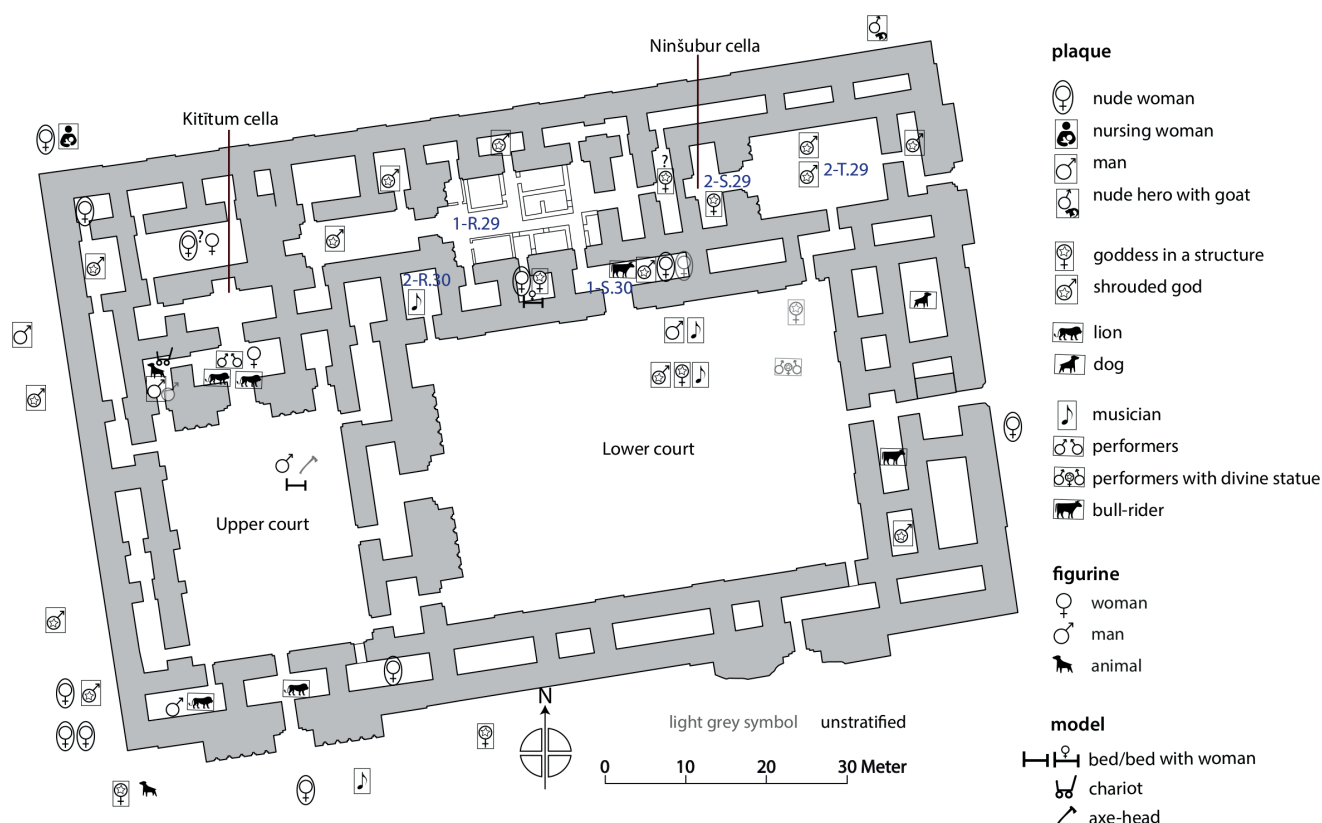 Ninšubur cella
Kitītum cella
?
2-S.29
2-T.29
?
1-R.29
2-R.30
1-S.30
Lower court
Upper court
N
light grey symbol unstratified
0 10 20 30 Meter
plaque
nude woman
nursing woman
man
nude hero with goat
goddess in a structure
shrouded god
lion
dog
musician
performers
performers with divine statue
bull-rider
figurine
woman
man
animal
model
bed/bed with woman
chariot
axe-head